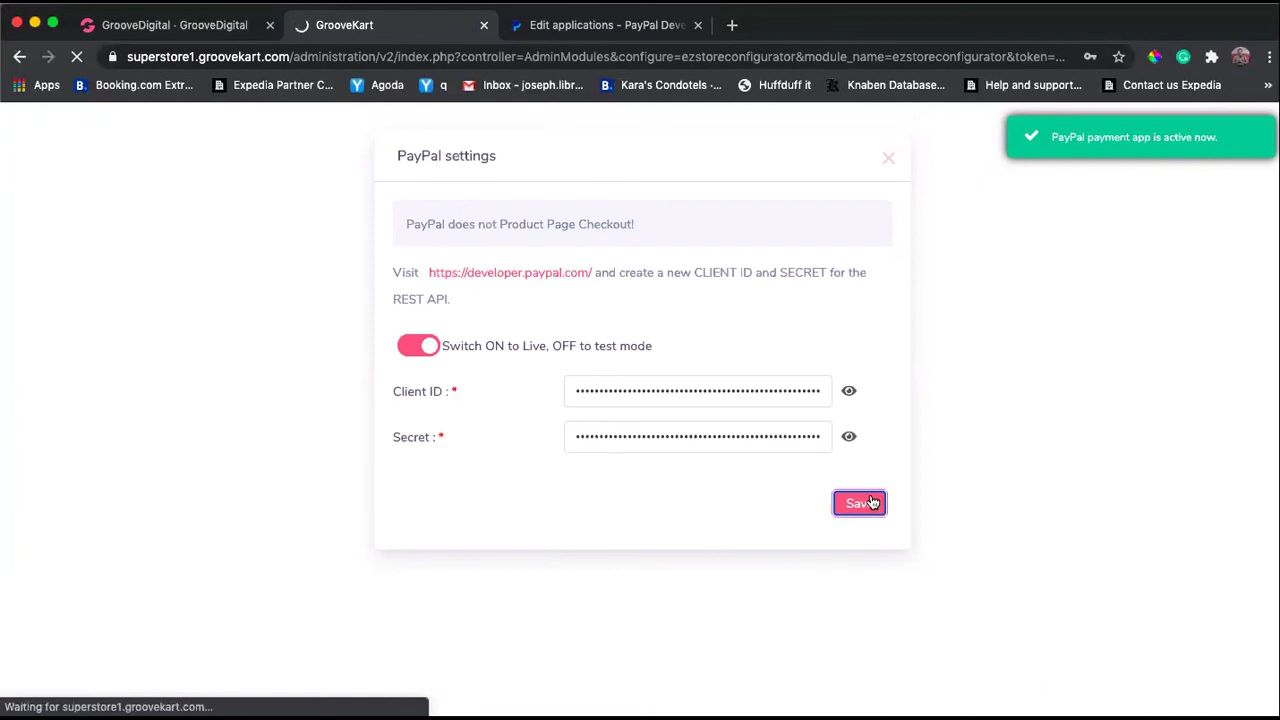 GrooveDigital - GrooveDigital
GrooveKart
Edit applications - PayPal Deve
superstore1.groovekart.com/administration/v2/index.php?controller=AdminModules&configure=ezstoreconfigurator&module_name=ezstoreconfigurator&token=...
Apps
Booking.com Extr...
Expedia Partner C...
Agoda
q
Inbox - joseph.libr...
Kara's Condotels -...
Huffduff it
Knaben Database...
Help and support...
Contact us Expedia
»
PayPal payment app is active now.
PayPal settings
PayPal does not Product Page Checkout!
Visit https://developer.paypal.com/ and create a new CLIENT ID and SECRET for the
REST API.
Switch ON to Live, OFF to test mode
Client ID : *
Secret : *
Save
Waiting for superstore1.groovekart.com...